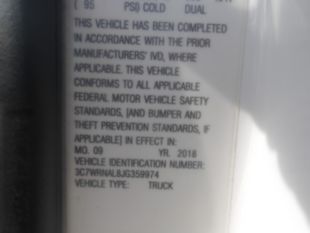 ( 95 PSI) COLD DUAL
THIS VEHICLE HAS BEEN COMPLETED
IN ACCORDANCE WITH THE PRIOR
MANUFACTURERS' IVD, WHERE
APPLICABLE. THIS VEHICLE
CONFORMS TO ALL APPLICABLE
FEDERAL MOTOR VEHICLE SAFETY
STANDARDS, [AND BUMPER AND
THEFT PREVENTION STANDARDS, IF
APPLICABLE] IN EFFECT IN:
MO. 09 YR. 2018
VEHICLE IDENTIFICATION NUMBER:
3C7WRNAL8JG359974
VEHICLE TYPE: TRUCK